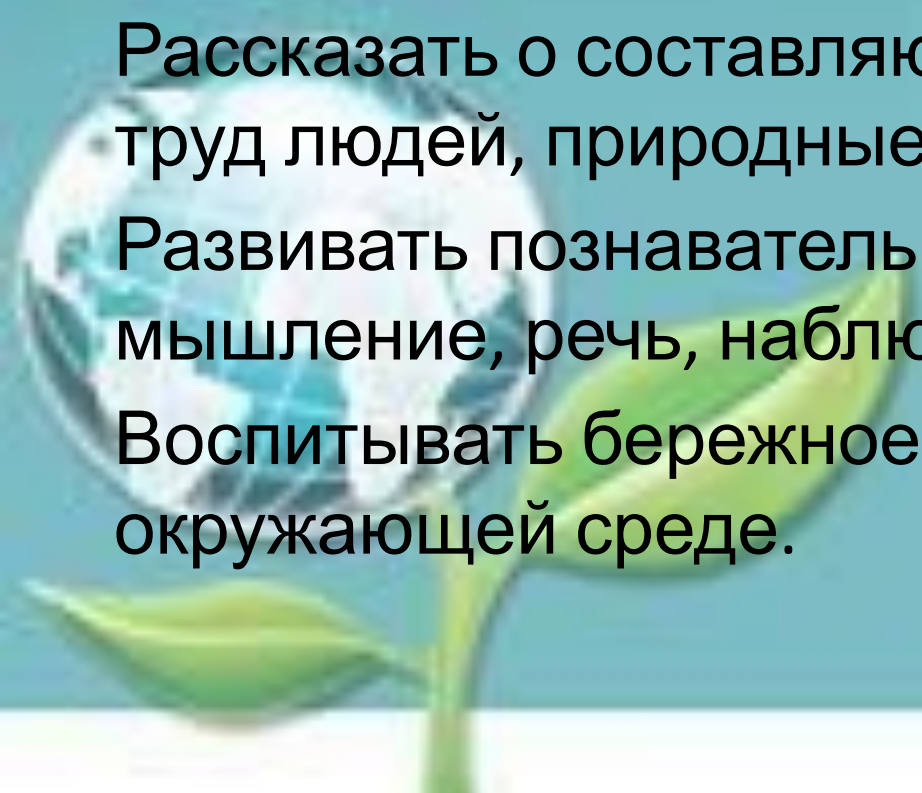 Рассказать о составляю
труд людей, природные
Развивать познаватель
мышление, речь, наблю
Воспитывать бережное
окружающей среде.